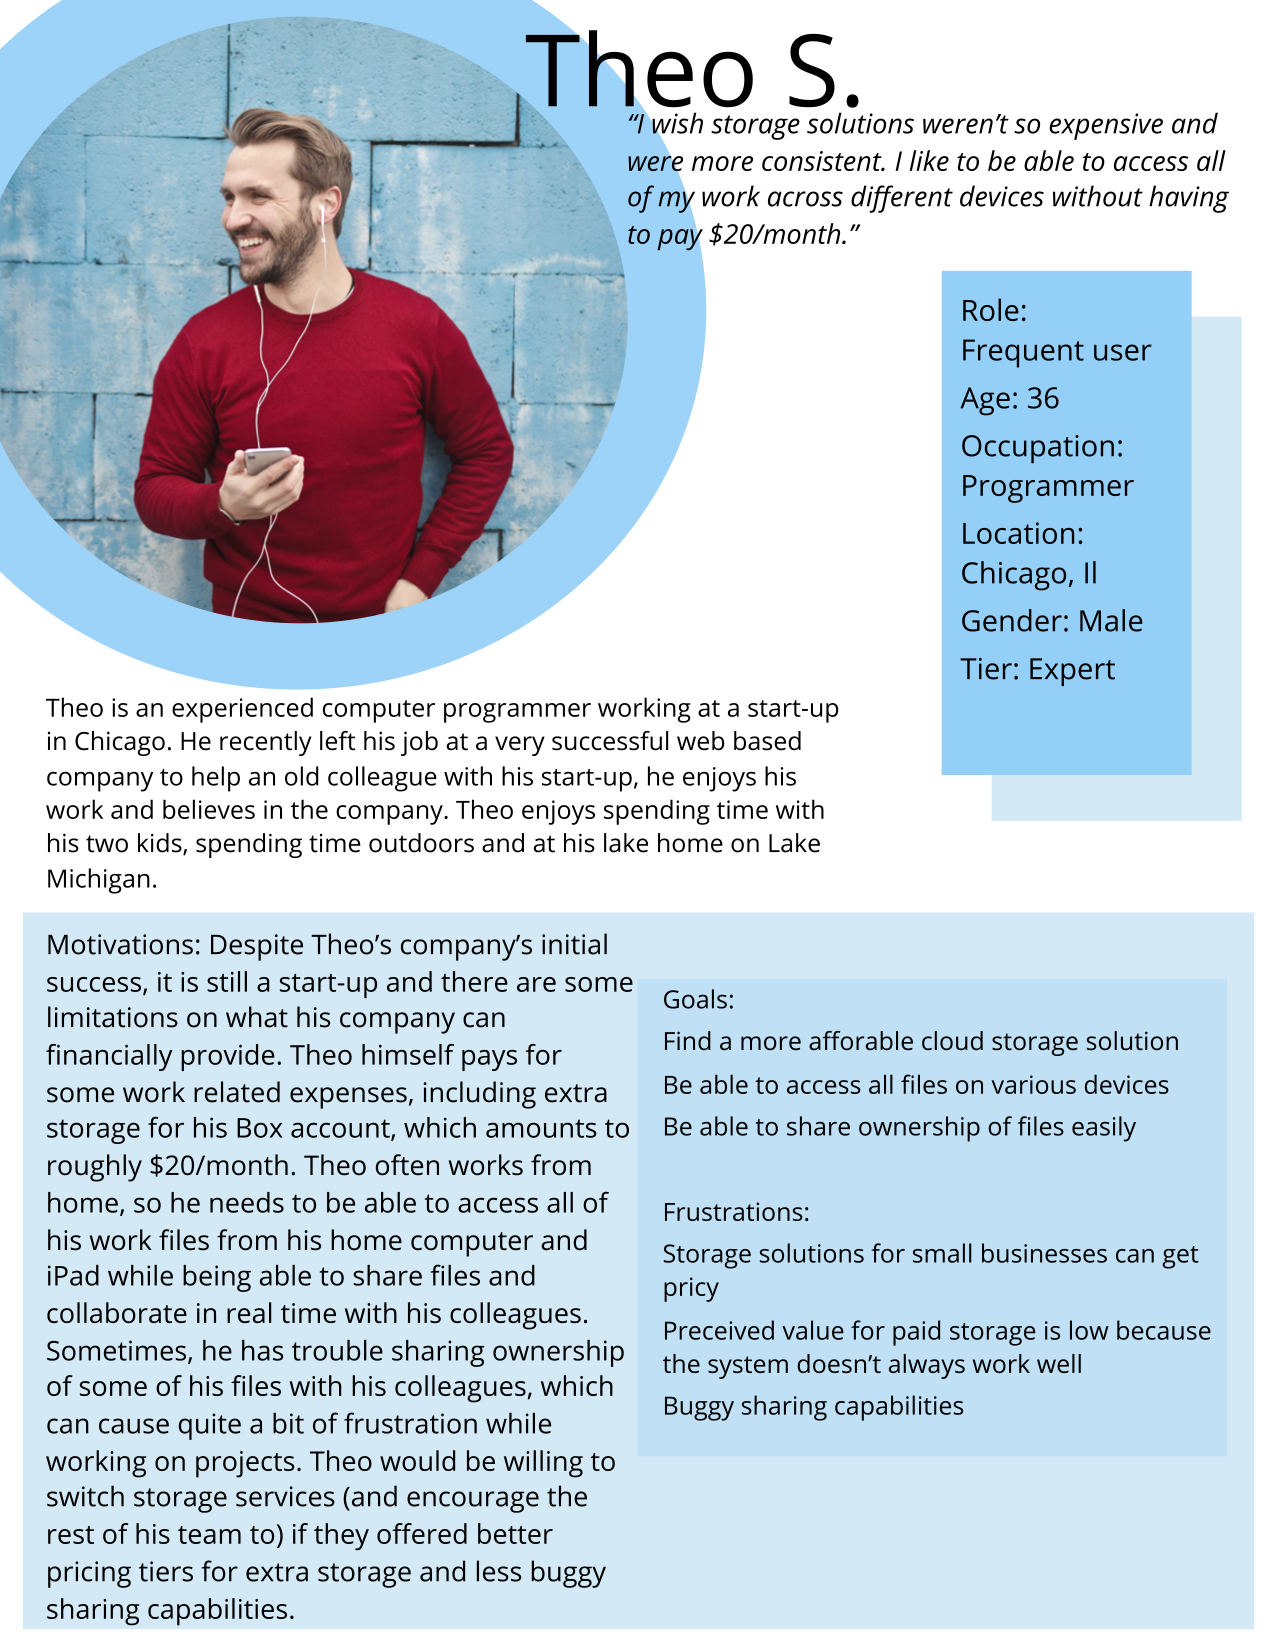 Theo S.
“I wish storage solutions weren’t so expensive and
were more consistent. I like to be able to access all
of my work across different devices without having
to pay $20/month.”
Role:
Frequent user
Age: 36
Occupation:
Programmer
Location:
Chicago, Il
Gender: Male
Tier: Expert
Theo is an experienced computer programmer working at a start-up
in Chicago. He recently left his job at a very successful web based
company to help an old colleague with his start-up, he enjoys his
work and believes in the company. Theo enjoys spending time with
his two kids, spending time outdoors and at his lake home on Lake
Michigan.
Motivations: Despite Theo’s company’s initial
success, it is still a start-up and there are some
limitations on what his company can
financially provide. Theo himself pays for
some work related expenses, including extra
storage for his Box account, which amounts to
roughly $20/month. Theo often works from
home, so he needs to be able to access all of
his work files from his home computer and
iPad while being able to share files and
collaborate in real time with his colleagues.
Sometimes, he has trouble sharing ownership
of some of his files with his colleagues, which
can cause quite a bit of frustration while
working on projects. Theo would be willing to
switch storage services (and encourage the
rest of his team to) if they offered better
pricing tiers for extra storage and less buggy
sharing capabilities.
Goals:
Find a more afforable cloud storage solution
Be able to access all files on various devices
Be able to share ownership of files easily
Frustrations:
Storage solutions for small businesses can get
pricy
Preceived value for paid storage is low because
the system doesn’t always work well
Buggy sharing capabilities